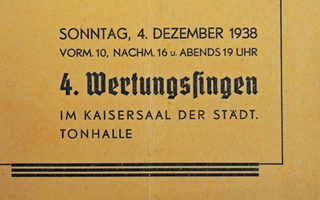 SONNTAG, 4. DEZEMBER 1938
VORM. 10, NACHM. 16 u. ABENDS 19 UHR
4. Wertungsſingen
IM KAISERSAAL DER STÄDT.
TONHALLE